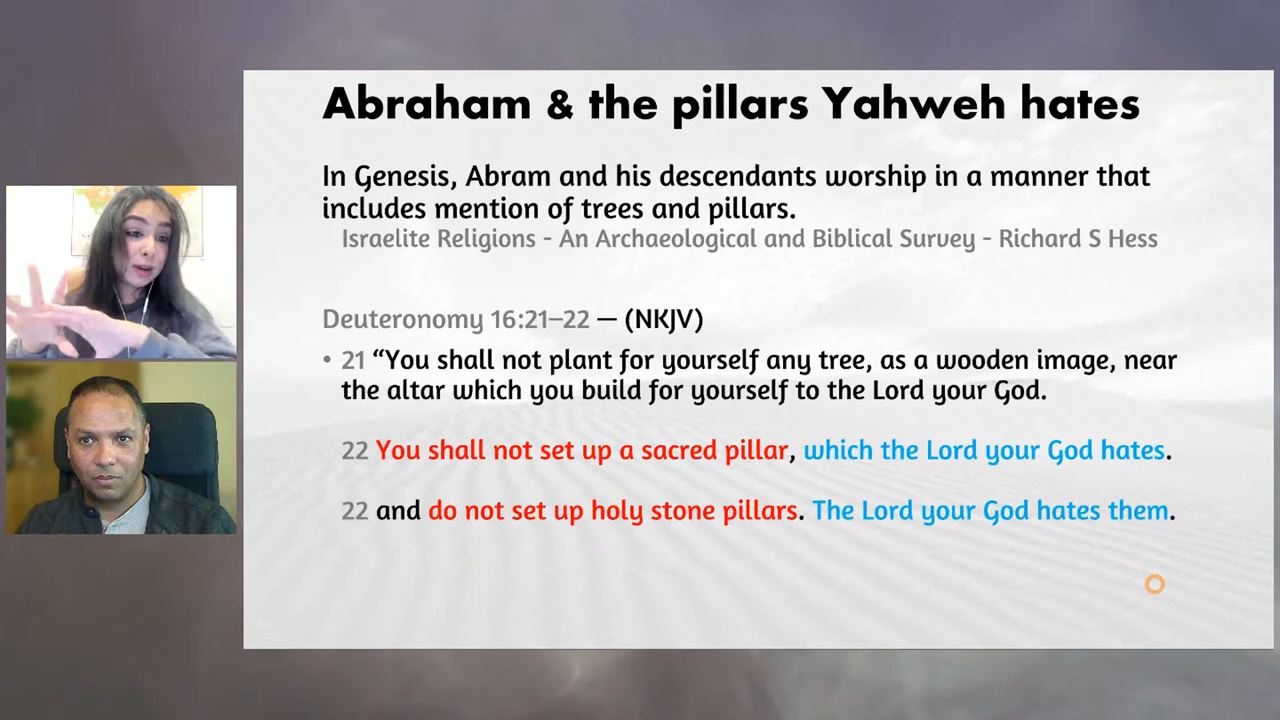 Abraham & the pillars Yahweh hates
In Genesis, Abram and his descendants worship in a manner that
includes mention of trees and pillars.
Israelite Religions - An Archaeological and Biblical Survey - Richard S Hess
Deuteronomy 16:21–22 — (NKJV)
• 21 “You shall not plant for yourself any tree, as a wooden image, near
the altar which you build for yourself to the Lord your God.
22 You shall not set up a sacred pillar, which the Lord your God hates.
22 and do not set up holy stone pillars. The Lord your God hates them.